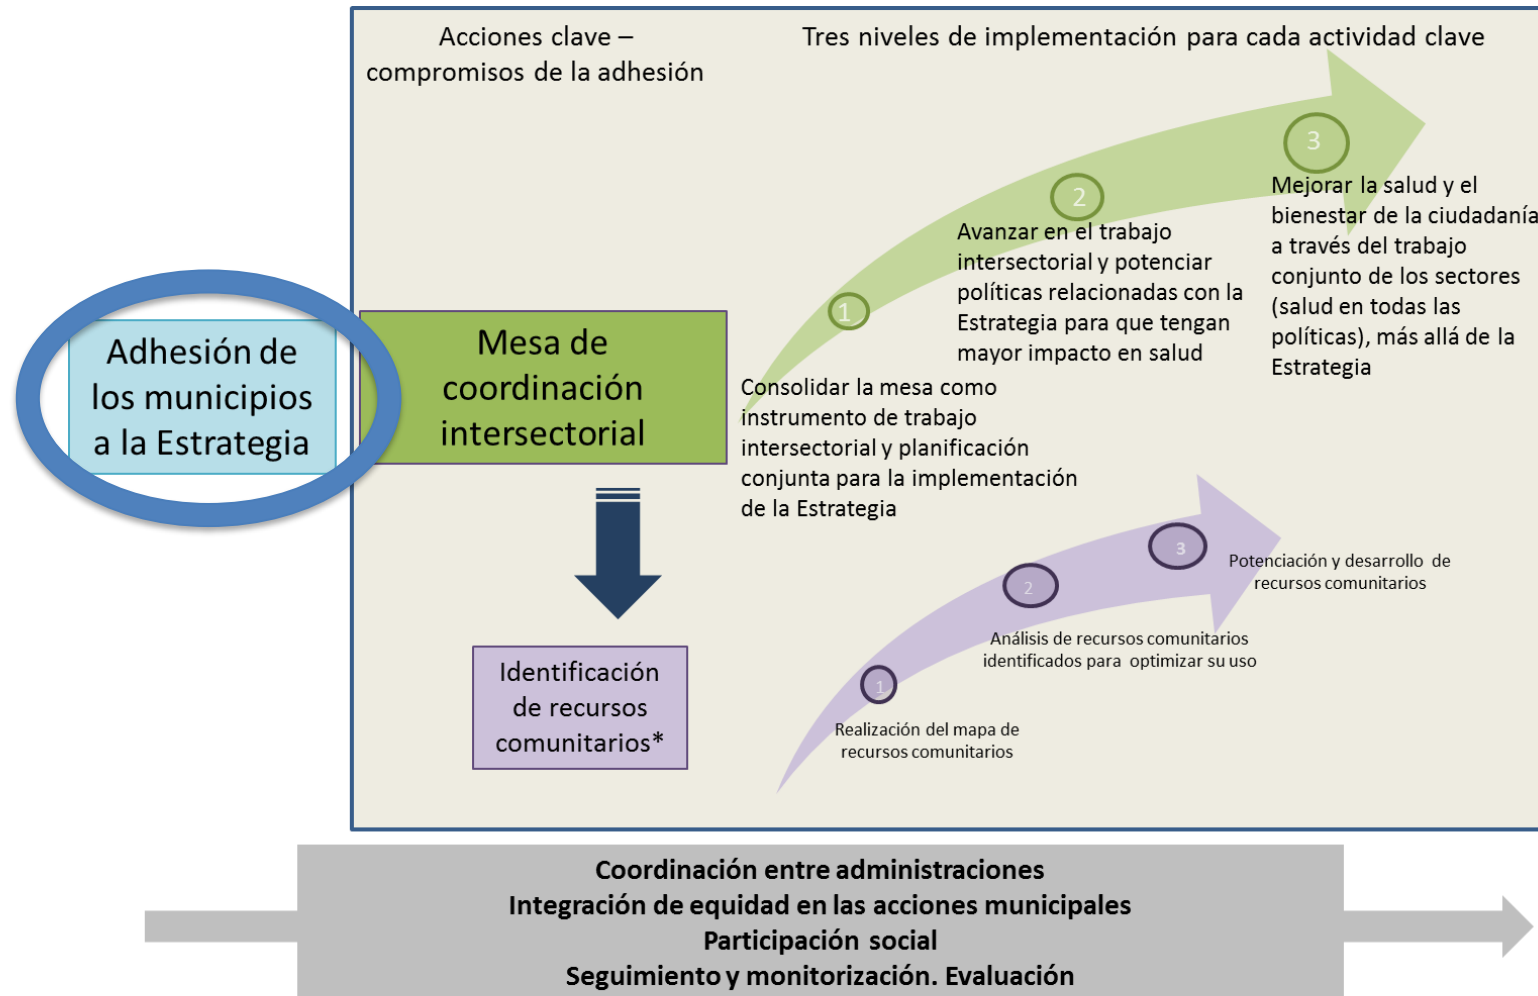 Acciones clave –
compromisos de la adhesión
Tres niveles de implementación para cada actividad clave
Adhesión de
los municipios
a la Estrategia
Mesa de
coordinación
intersectorial
1
Consolidar la mesa como
instrumento de trabajo
intersectorial y planificación
conjunta para la implementación
de la Estrategia
2
Avanzar en el trabajo
intersectorial y potenciar
políticas relacionadas con la
Estrategia para que tengan
mayor impacto en salud
3
Mejorar la salud y el
bienestar de la ciudadanía
a través del trabajo
conjunto de los sectores
(salud en todas las
políticas), más allá de la
Estrategia
Identificación
de recursos
comunitarios*
1
Realización del mapa de
recursos comunitarios
2
Análisis de recursos comunitarios
identificados para optimizar su uso
3
Potenciación y desarrollo de
recursos comunitarios
Coordinación entre administraciones
Integración de equidad en las acciones municipales
Participación social
Seguimiento y monitorización. Evaluación